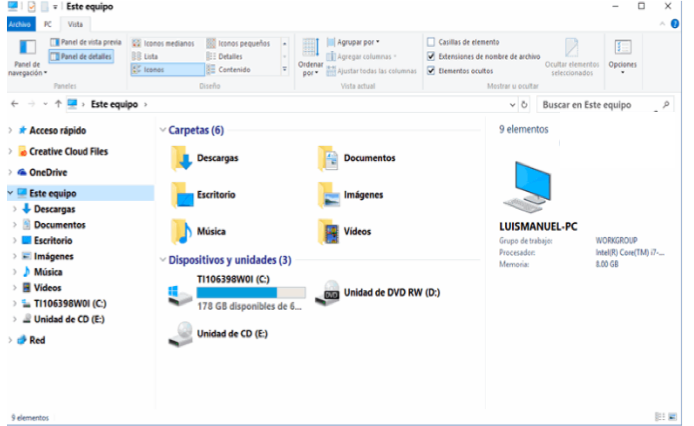 Este equipo
Archivo PC Vista
Panel de navegación
Panel de vista previa
Panel de detalles
Paneles
Iconos medianos
Iconos pequeños
Lista
Detalles
Iconos
Contenido
Diseño
Ordenar por
Agrupar por
Agregar columnas
Ajustar todas las columnas
Vista actual
Casillas de elemento
Extensiones de nombre de archivo
Elementos ocultos
Ocultar elementos seleccionados
Mostrar u ocultar
Opciones
Este equipo
Buscar en Este equipo
Acceso rápido
Creative Cloud Files
OneDrive
Este equipo
Descargas
Documentos
Escritorio
Imágenes
Música
Vídeos
TI106398W0I (C:)
Unidad de CD (E:)
Red
Carpetas (6)
Descargas
Documentos
Escritorio
Imágenes
Música
Vídeos
Dispositivos y unidades (3)
TI106398W0I (C:)
178 GB disponibles de 6...
DVD
Unidad de DVD RW (D:)
Unidad de CD (E:)
9 elementos
LUISMANUEL-PC
Grupo de trabajo: WORKGROUP
Procesador: Intel(R) Core(TM) i7-...
Memoria: 8.00 GB
9 elementos